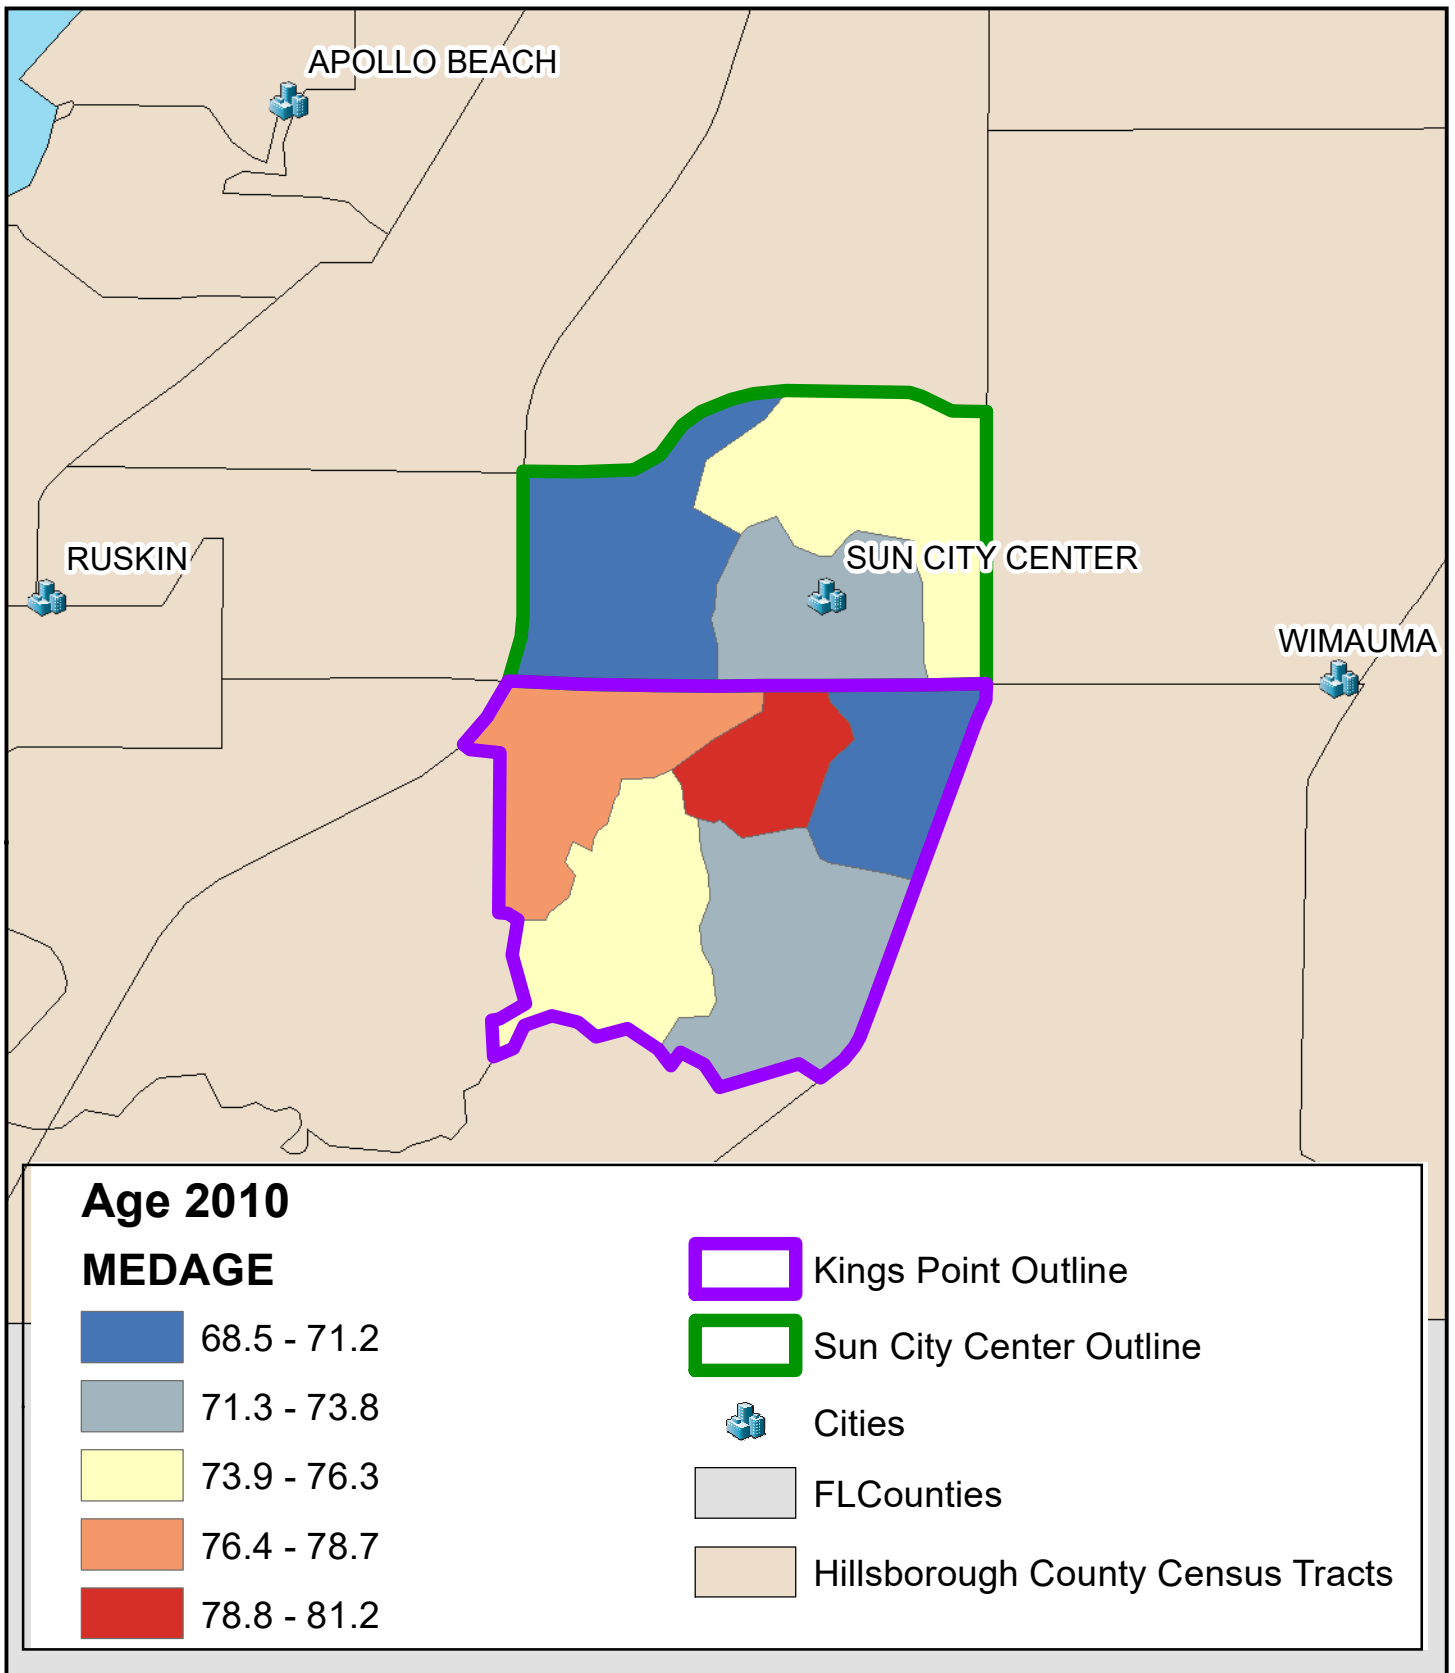 APOLLO BEACH
RUSKIN
SUN CITY CENTER
WIMAUMA
Age 2010
MEDAGE
68.5 - 71.2
71.3 - 73.8
73.9 - 76.3
76.4 - 78.7
78.8 - 81.2
Kings Point Outline
Sun City Center Outline
Cities
FLCounties
Hillsborough County Census Tracts